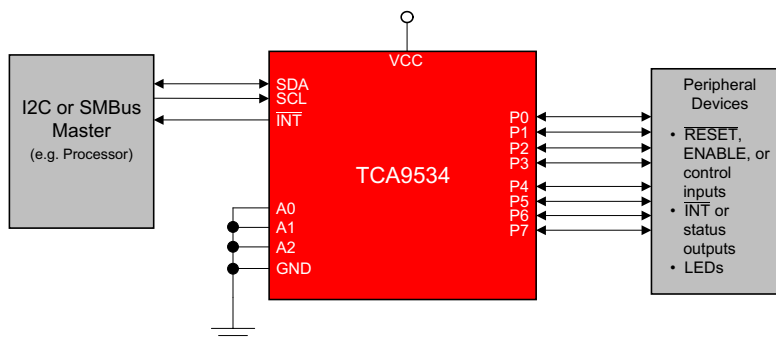 VCC
I2C or SMBus
Master
(e.g. Processor)
SDA
SCL
INT
A0
A1
A2
GND
TCA9534
P0
P1
P2
P3
P4
P5
P6
P7
Peripheral
Devices
• RESET,
ENABLE, or
control
inputs
• INT or
status
outputs
• LEDs